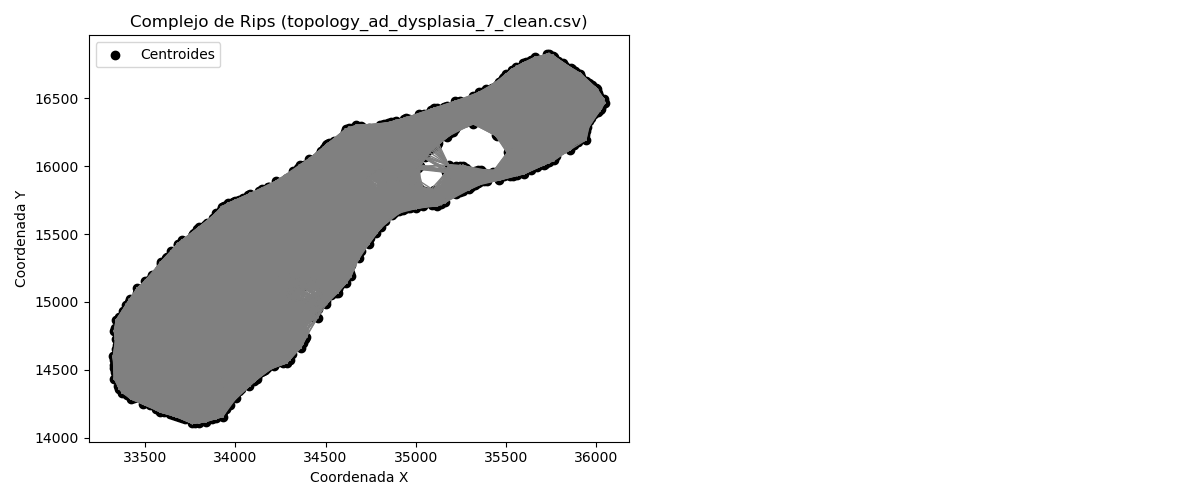 Complejo de Rips (topology_ad_dysplasia_7_clean.csv)
Centroides
Coordenada Y
16500
16000
15500
15000
14500
14000
33500 34000 34500 35000 35500 36000
Coordenada X